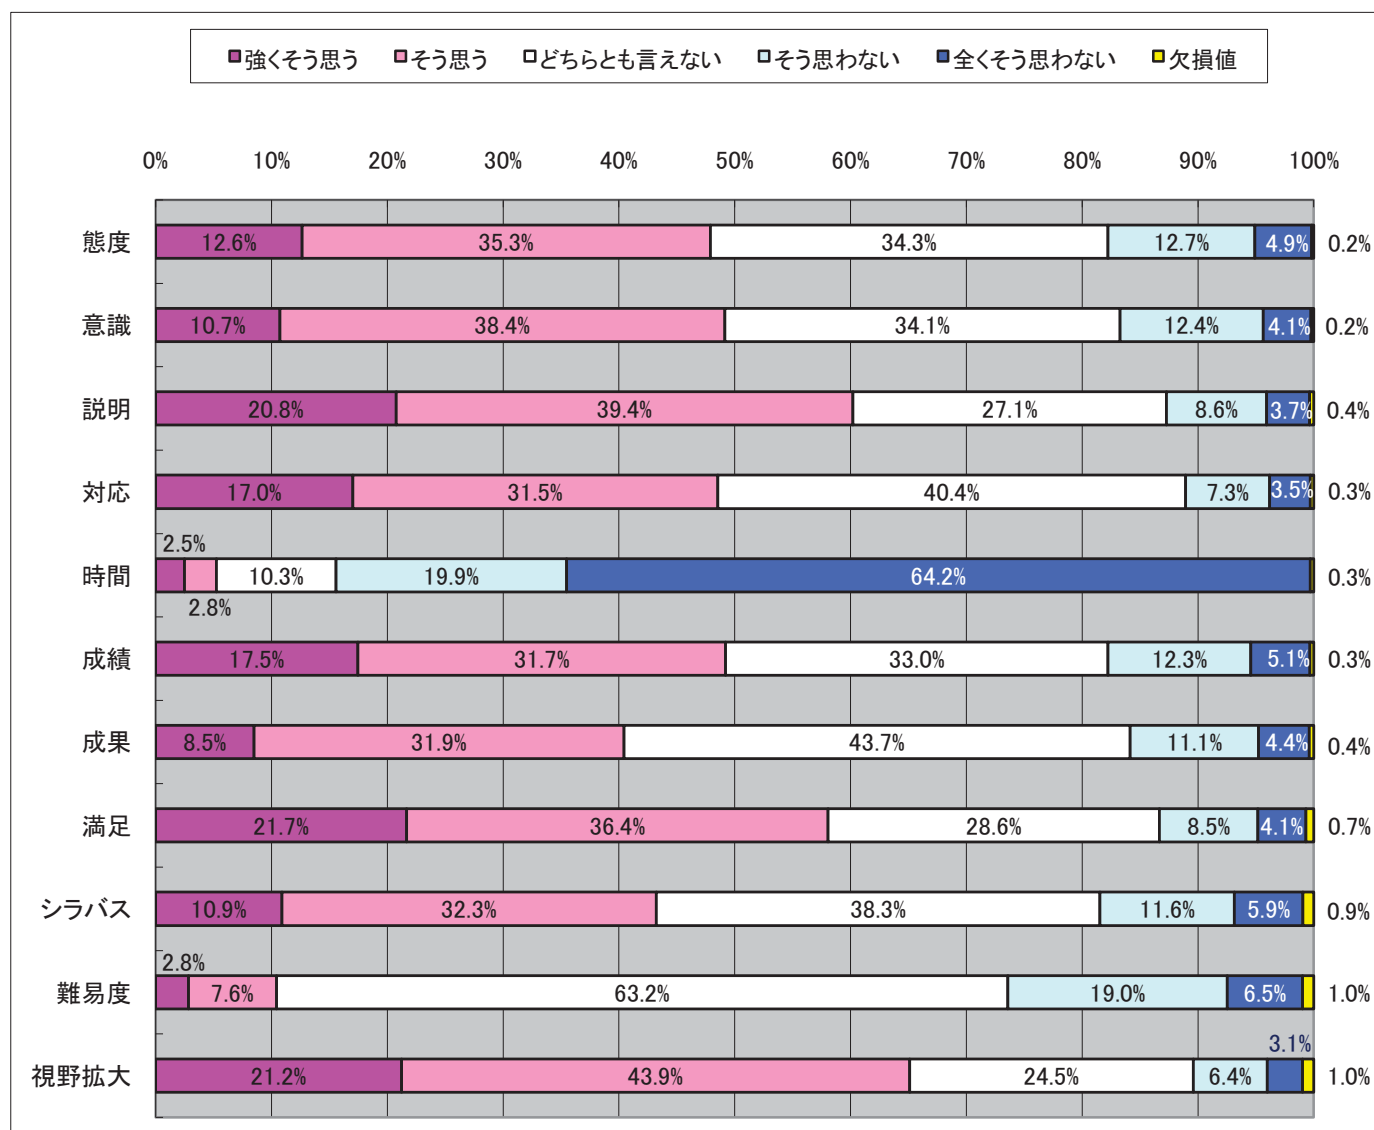 強くそう思う そう思う どちらとも言えない そう思わない 全くそう思わない 欠損値
0% 10% 20% 30% 40% 50% 60% 70% 80% 90% 100%
態度 12.6% 35.3% 34.3% 12.7% 4.9% 0.2%
意識 10.7% 38.4% 34.1% 12.4% 4.1% 0.2%
説明 20.8% 39.4% 27.1% 8.6% 3.7% 0.4%
対応 17.0% 31.5% 40.4% 7.3% 3.5% 0.3%
2.5%
時間 10.3% 19.9% 64.2% 0.3%
2.8%
成績 17.5% 31.7% 33.0% 12.3% 5.1% 0.3%
成果 8.5% 31.9% 43.7% 11.1% 4.4% 0.4%
満足 21.7% 36.4% 28.6% 8.5% 4.1% 0.7%
シラバス 10.9% 32.3% 38.3% 11.6% 5.9% 0.9%
2.8%
難易度 7.6% 63.2% 19.0% 6.5% 1.0%
3.1%
視野拡大 21.2% 43.9% 24.5% 6.4% 1.0%